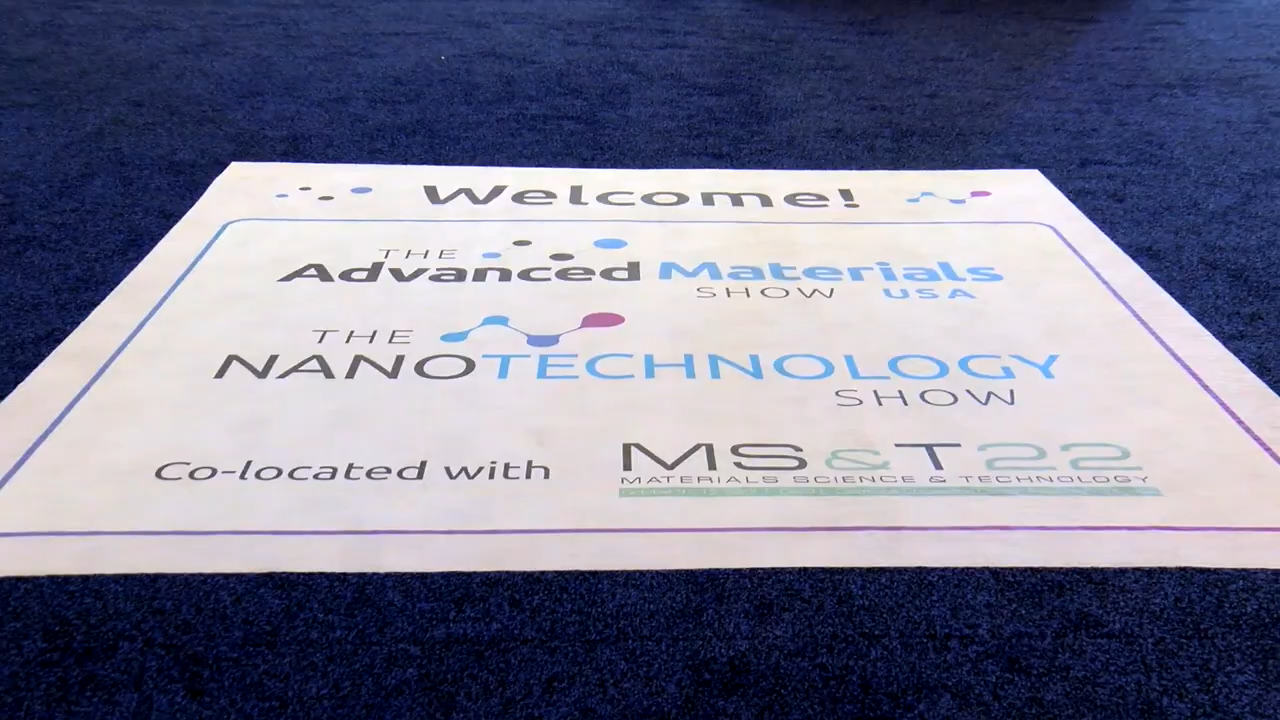 Welcome!
THE
Advanced Materials
SHOW USA
THE
NANOTECHNOLOGY
SHOW
Co-located with
MS&T22
MATERIALS SCIENCE & TECHNOLOGY